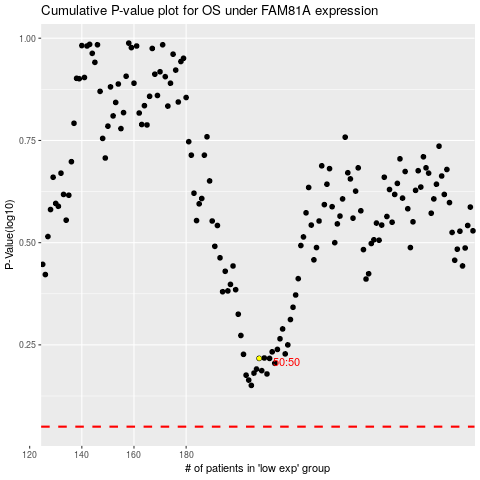 Cumulative P-value plot for OS under FAM81A expression
P-Value(log10)
1.00
0.75
0.50
0.25
50:50
120 140 160 180
# of patients in 'low exp' group